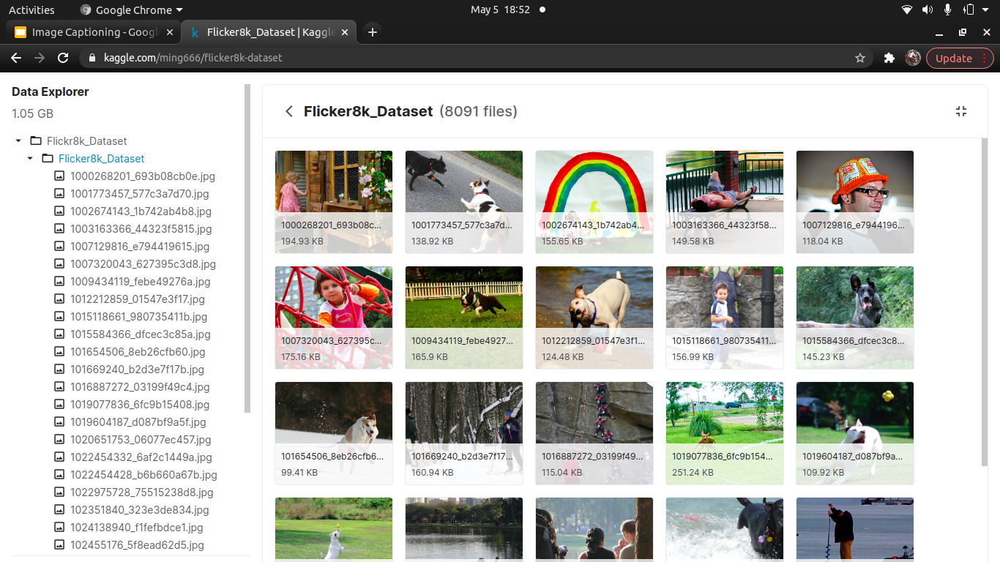 Activities
Google Chrome
May 5 18:52
Image Captioning - Googl
Flicker8k_Dataset | Kaggle
kaggle.com/ming666/flicker8k-dataset
Update
Data Explorer
1.05 GB
Flickr8k_Dataset
Flicker8k_Dataset
1000268201_693b08cb0e.jpg
1001773457_577c3a7d70.jpg
1002674143_1b742ab4b8.jpg
1003163366_44323f5815.jpg
1007129816_e794419615.jpg
1007320043_627395c3d8.jpg
1009434119_febe49276a.jpg
1012212859_01547e3f17.jpg
1015118661_980735411b.jpg
1015584366_dfcec3c85a.jpg
101654506_8eb26cfb60.jpg
101669240_b2d3e7f17b.jpg
1016887272_03199f49c4.jpg
1019077836_6fc9b15408.jpg
1019604187_d087bf9a5f.jpg
1020651753_06077ec457.jpg
1022454332_6af2c1449a.jpg
1022454428_b6b660a67b.jpg
1022975728_75515238d8.jpg
102351840_323e3de834.jpg
1024138940_f1fefbdce1.jpg
102455176_5f8ead62d5.jpg
Flicker8k_Dataset (8091 files)
1000268201_693b08c...
194.93 KB
1001773457_577c3a7d...
138.92 KB
1002674143_1b742ab4...
155.65 KB
1003163366_44323f58...
149.58 KB
1007129816_e7944196...
118.04 KB
1007320043_627395c...
175.16 KB
1009434119_febe4927...
165.9 KB
1012212859_01547e3f1...
124.48 KB
1015118661_980735411...
156.99 KB
1015584366_dfcec3c8...
145.23 KB
101654506_8eb26cfb6...
99.41 KB
101669240_b2d3e7f17...
160.94 KB
1016887272_03199f49...
115.04 KB
1019077836_6fc9b154...
251.24 KB
1019604187_d087bf9a...
109.92 KB